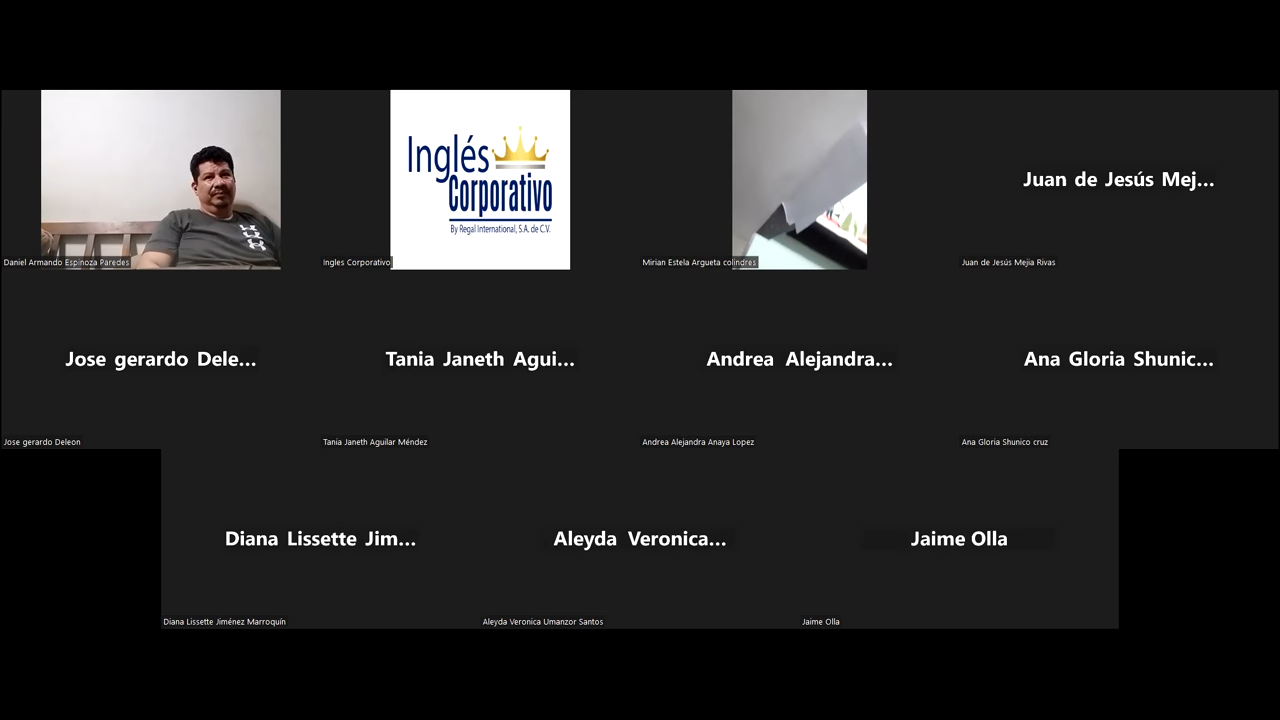 Inglés
Corporativo
By Regal International, S.A. de C.V.
Juan de Jesús Mej...
Daniel Armando Espinoza Paredes
Ingles Corporativo
Mirian Estela Argueta colindres
Juan de Jesús Mejia Rivas
Jose gerardo Dele...
Tania Janeth Agui...
Andrea Alejandra...
Ana Gloria Shunic...
Jose gerardo Deleon
Tania Janeth Aguilar Méndez
Andrea Alejandra Anaya Lopez
Ana Gloria Shunico cruz
Diana Lissette Jim...
Aleyda Veronica...
Jaime Olla
Diana Lissette Jiménez Marroquín
Aleyda Veronica Umanzor Santos
Jaime Olla